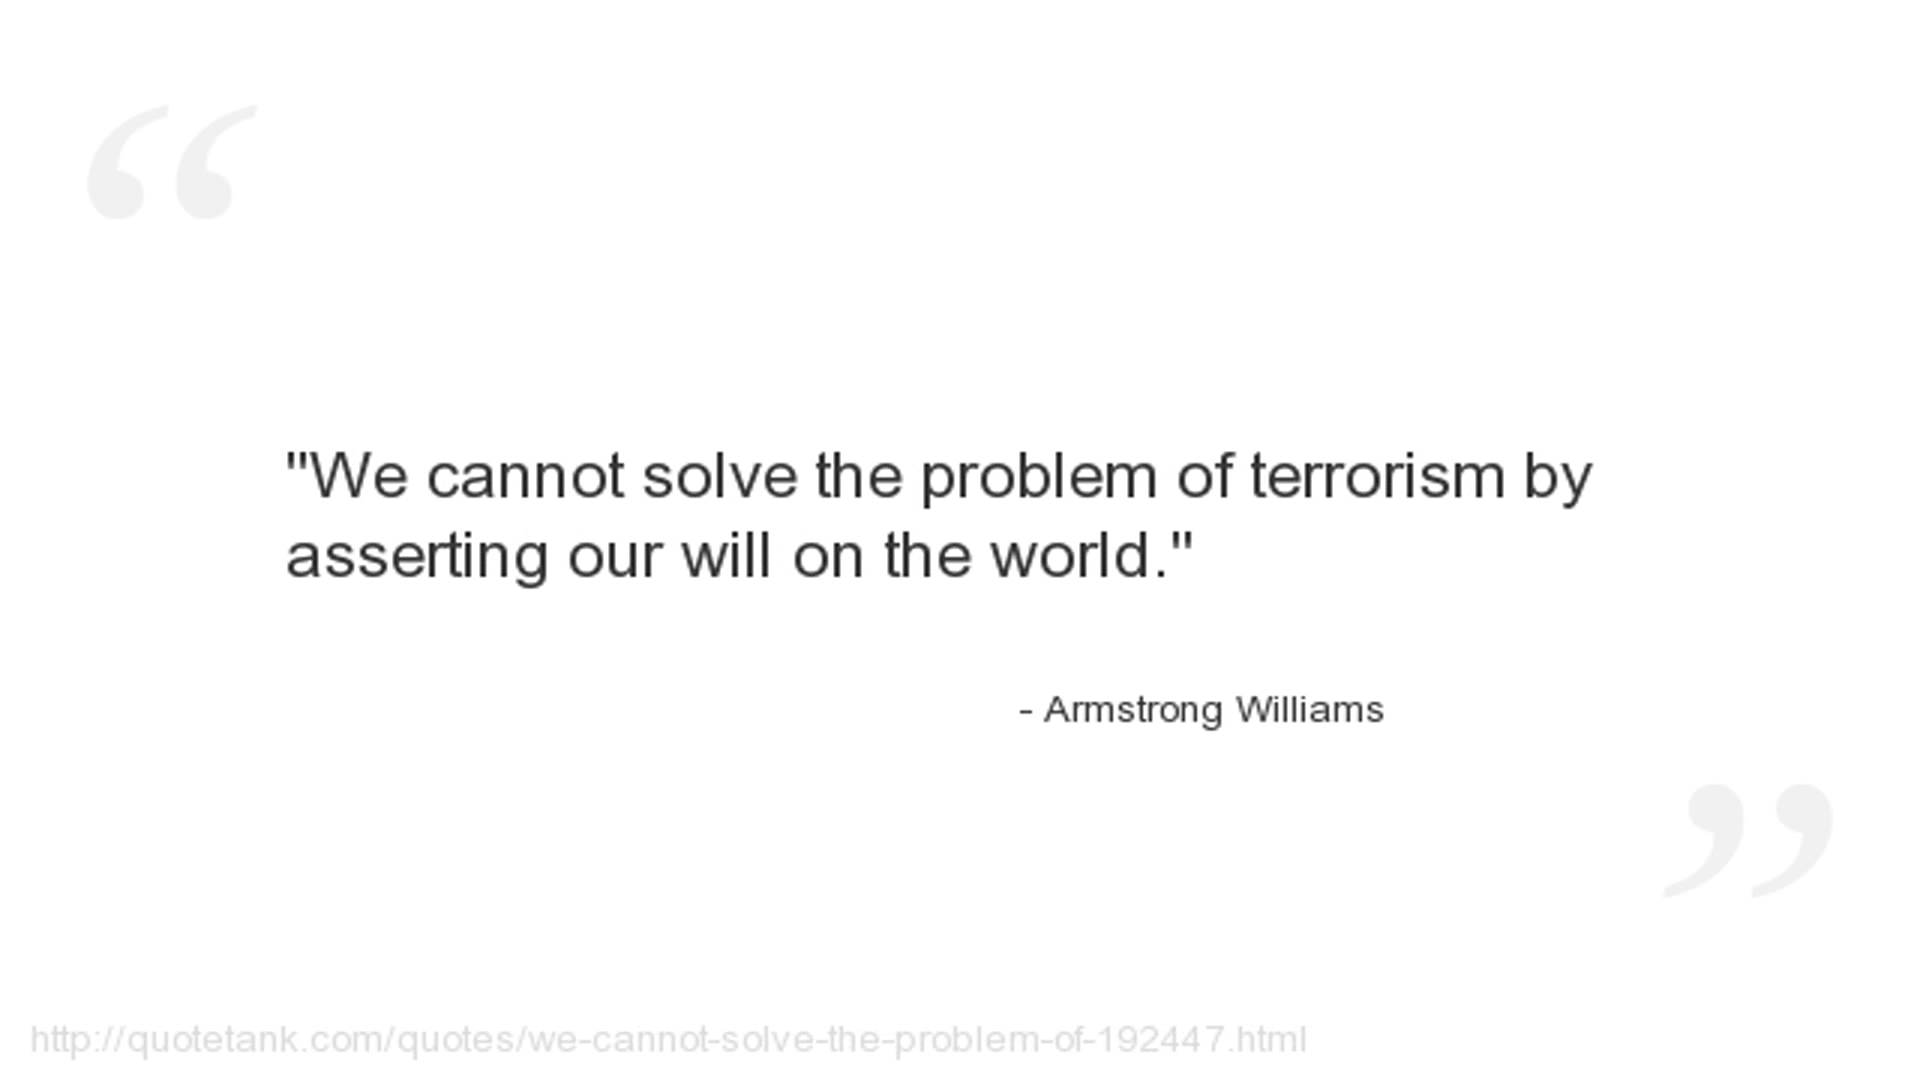 "We cannot solve the problem of terrorism by
asserting our will on the world."
- Armstrong Williams
http://quotetank.com/quotes/we-cannot-solve-the-problem-of-192447.html